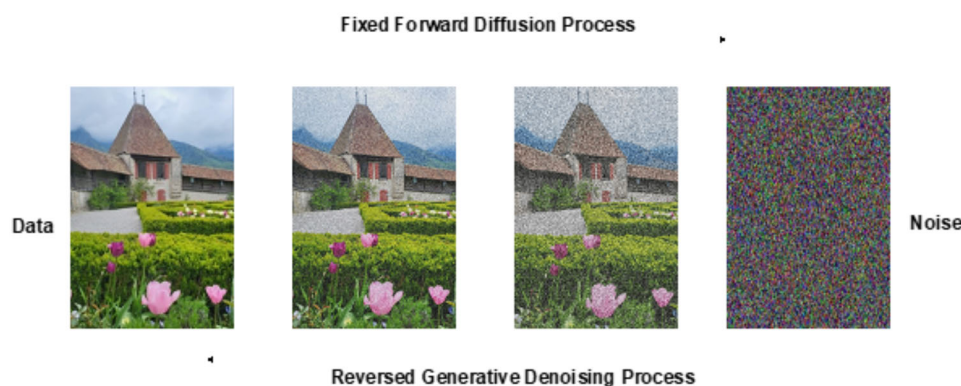 Fixed Forward Diffusion Process
Data
Noise
Reversed Generative Denoising Process